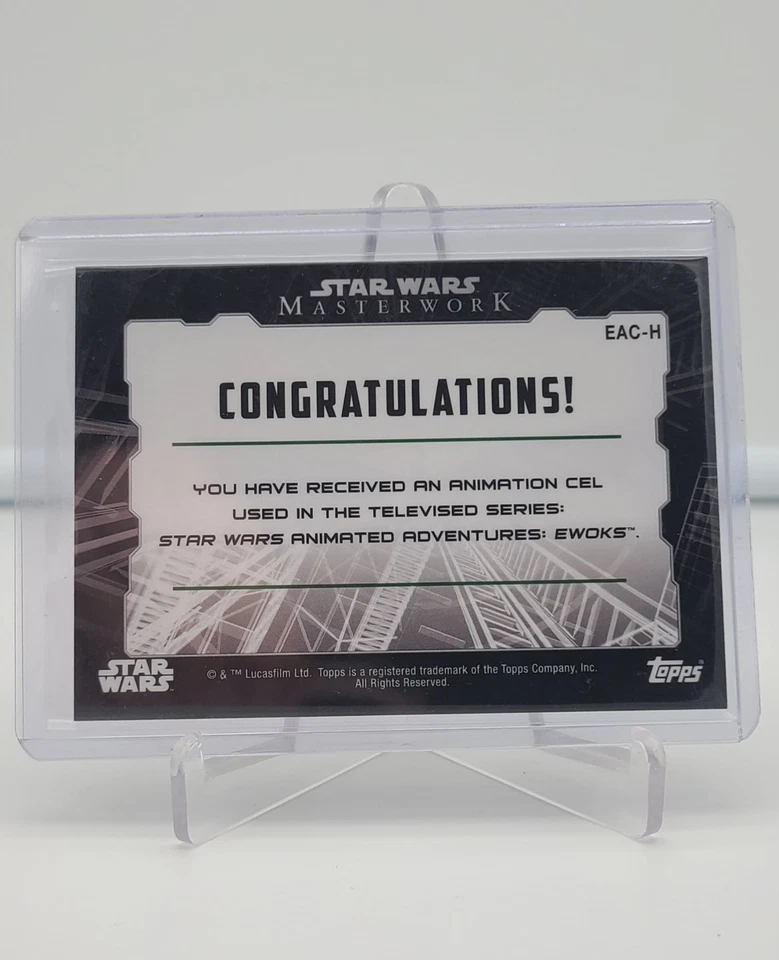 STAR WARS
MASTERWORK
EAC-H
CONGRATULATIONS!
YOU HAVE RECEIVED AN ANIMATION CEL
USED IN THE TELEVISED SERIES:
STAR WARS ANIMATED ADVENTURES: EWOKS™.
STAR
WARS
© & ™ Lucasfilm Ltd. Topps is a registered trademark of the Topps Company, Inc.
All Rights Reserved.
Topps®